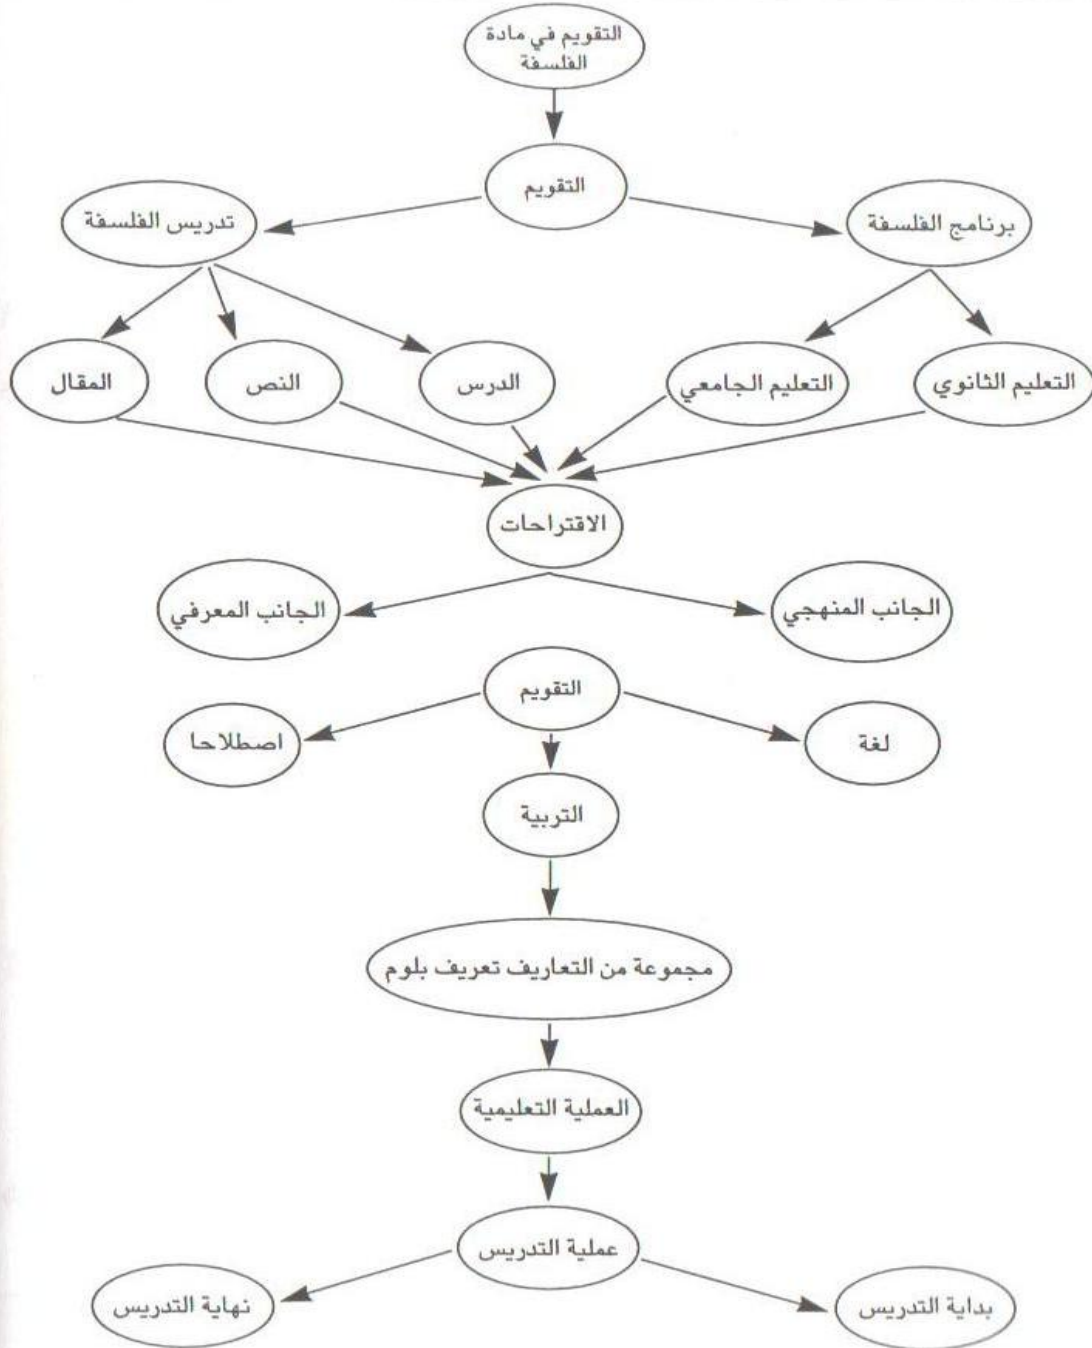 التقويم في مادة
الفلسفة
التقويم
برنامج الفلسفة
تدريس الفلسفة
التعليم الثانوي
التعليم الجامعي
الدرس
النص
المقال
الاقتراحات
الجانب المنهجي
الجانب المعرفي
التقويم
لغة
اصطلاحا
التربية
مجموعة من التعاريف تعريف بلوم
العملية التعليمية
عملية التدريس
بداية التدريس
نهاية التدريس